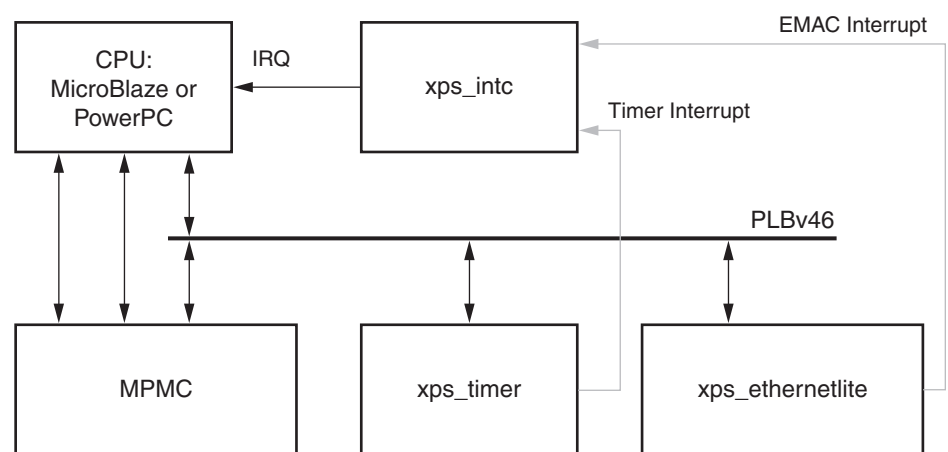 EMAC Interrupt
CPU:
MicroBlaze or
PowerPC
IRQ
xps_intc
Timer Interrupt
PLBv46
MPMC
xps_timer
xps_ethernetlite